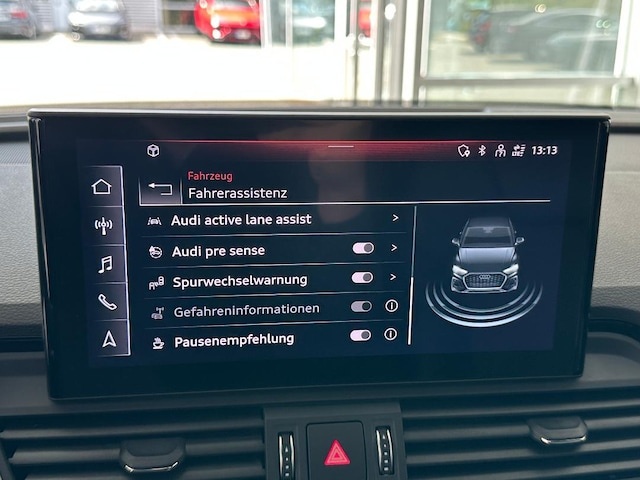 13:13
Fahrzeug
Fahrerassistenz
Audi active lane assist
Audi pre sense
Spurwechselwarnung
Gefahreninformationen
Pausenempfehlung